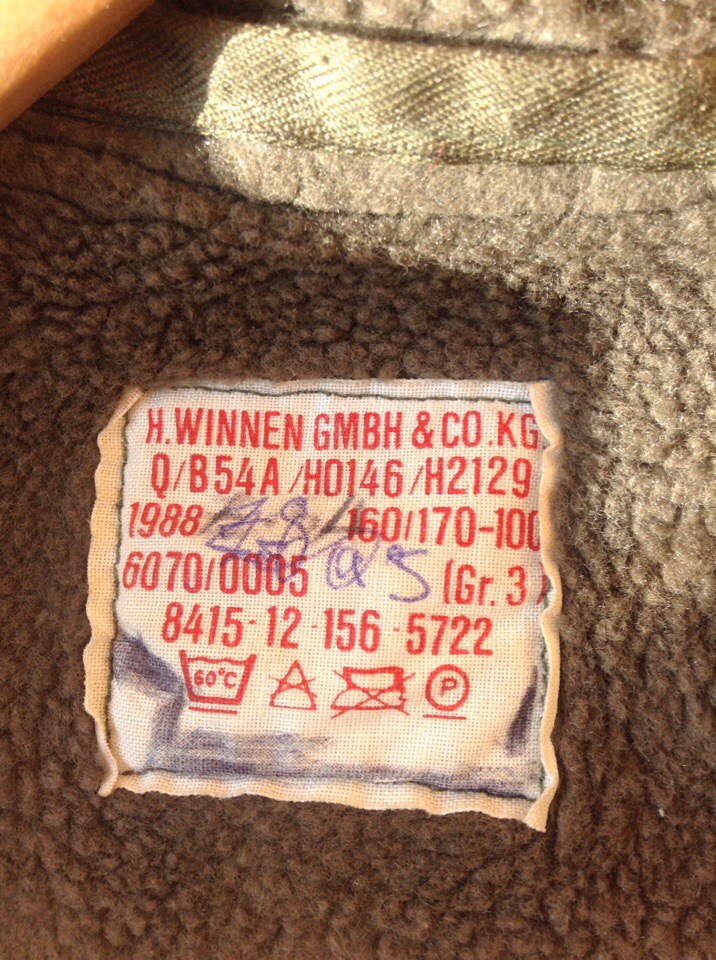 H.WINNEN GMBH & CO.KG
Q/B54A/H0146/H2129
1988 160/170-100
6070/0005 (Gr. 3)
8415-12-156-5722
60°C P